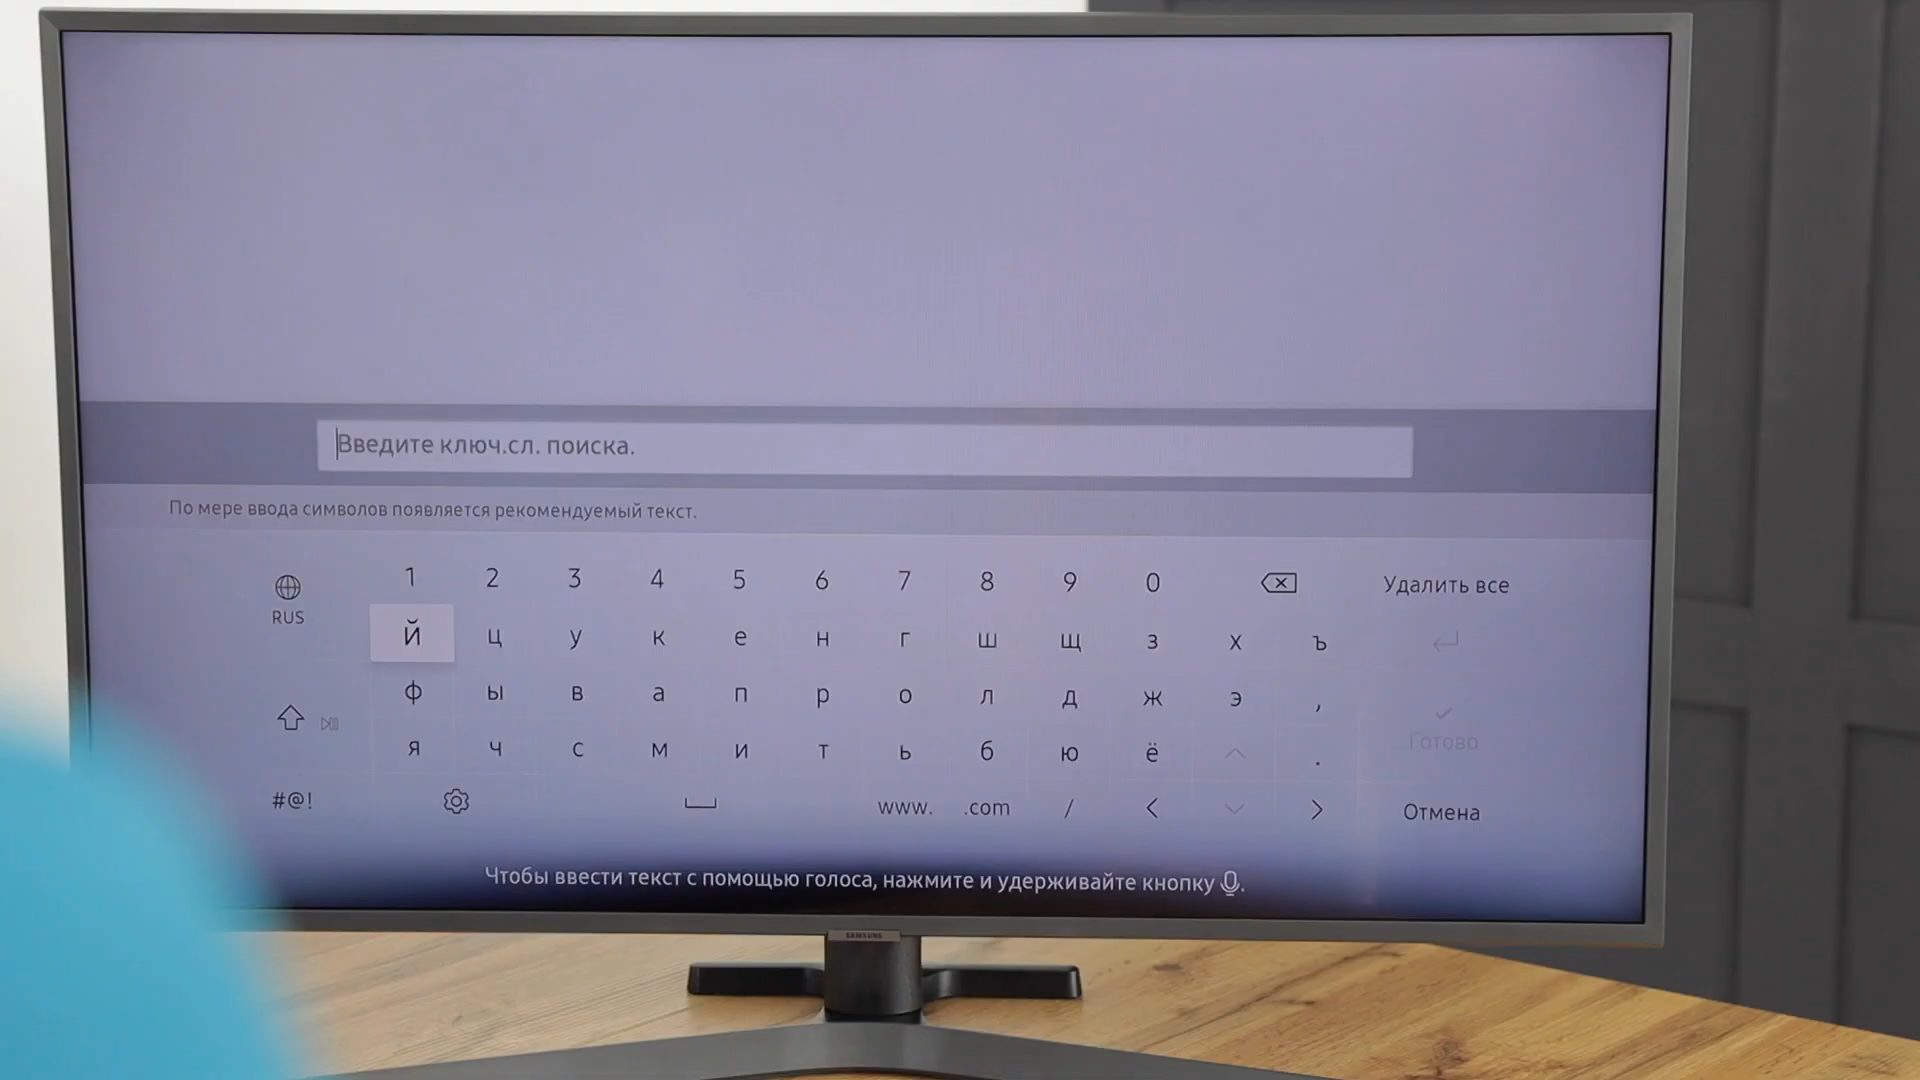 Введите ключ.сл. поиска.
По мере ввода символов появляется рекомендуемый текст.
1 2 3 4 5 6 7 8 9 0 Удалить все
RUS
й ц у к е н г ш щ з х ъ
ф ы в а п р о л д ж э ,
Готово
я ч с м и т ь б ю ё .
#@! www. .com / < > Отмена
Чтобы ввести текст с помощью голоса, нажмите и удерживайте кнопку .
SAMSUNG